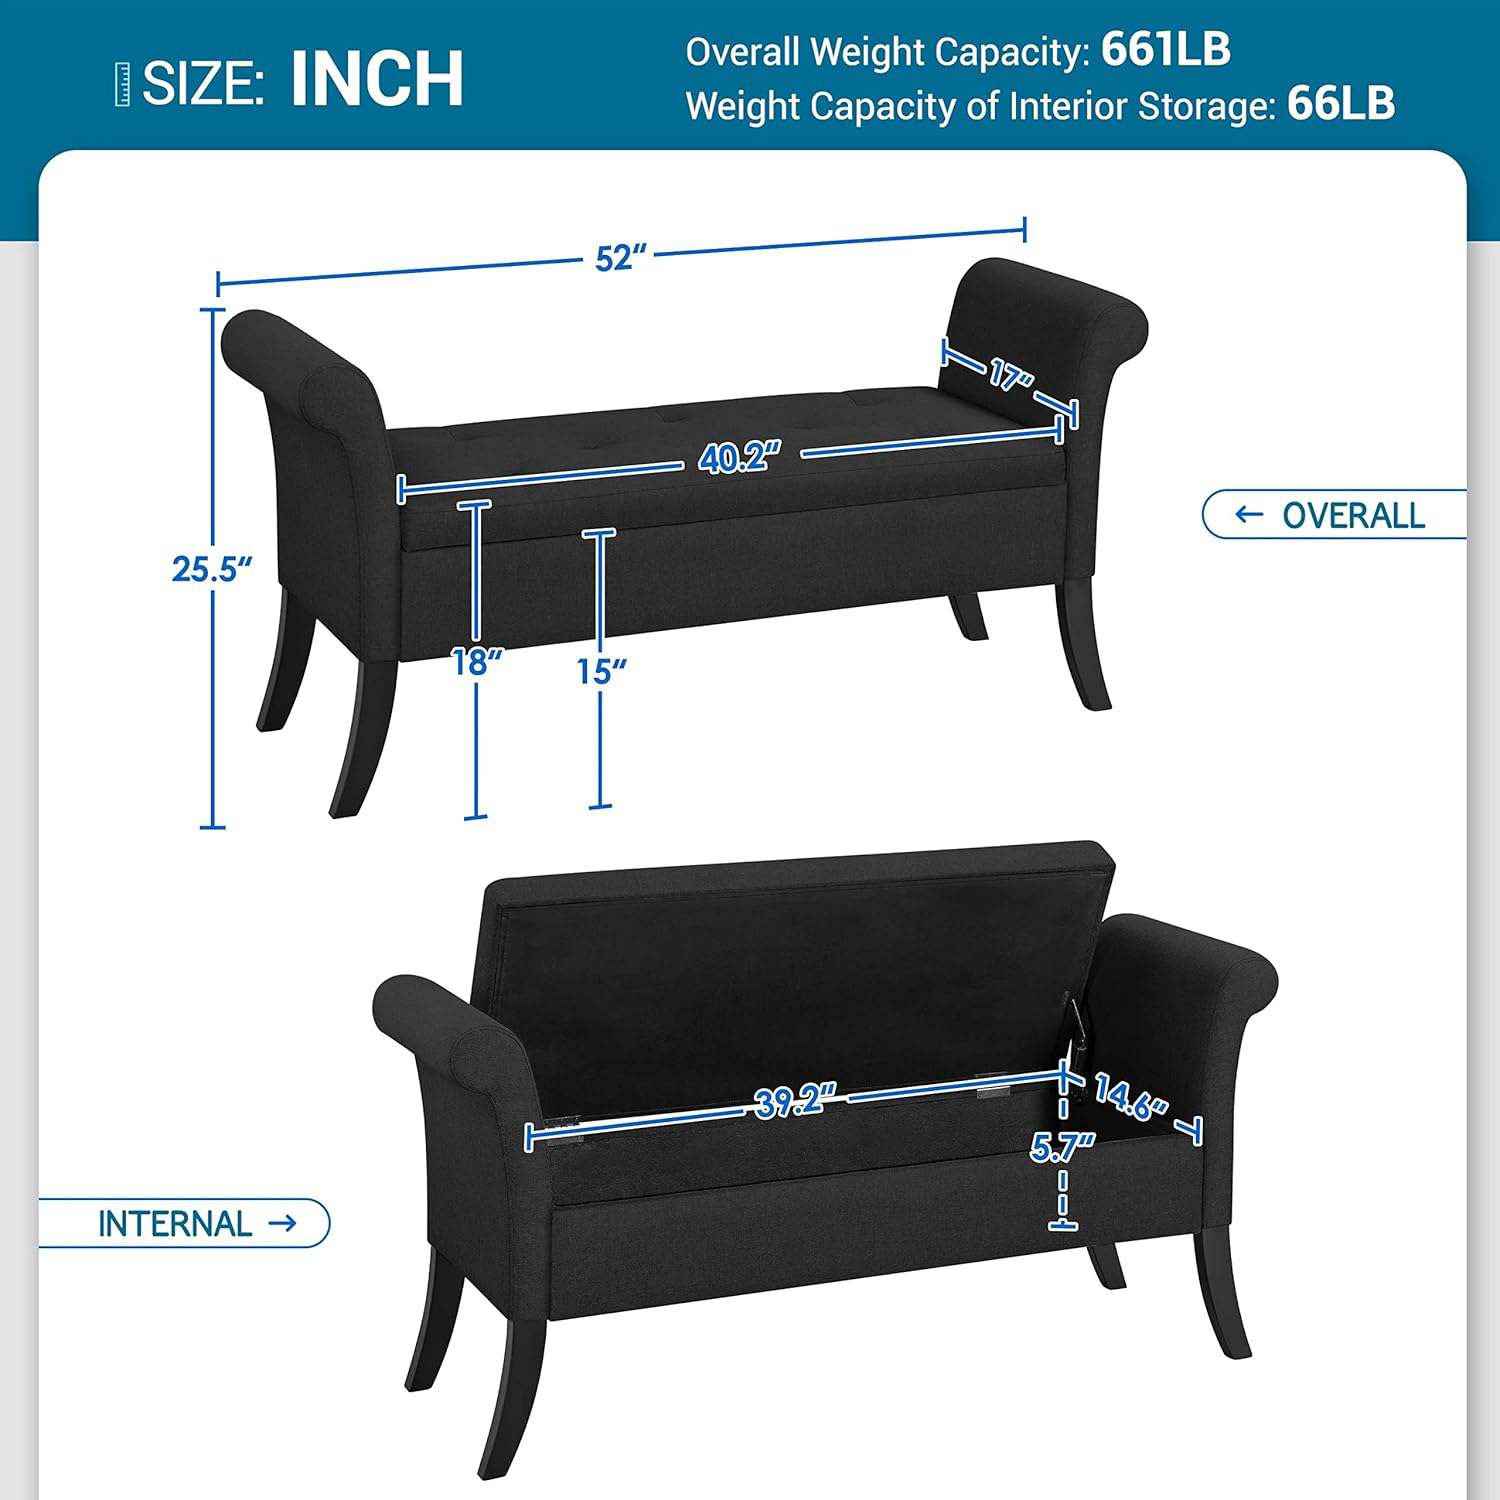 SIZE: INCH
Overall Weight Capacity: 661LB
Weight Capacity of Interior Storage: 66LB
52"
17"
40.2"
OVERALL
25.5"
18"
15"
39.2"
14.6"
5.7"
INTERNAL